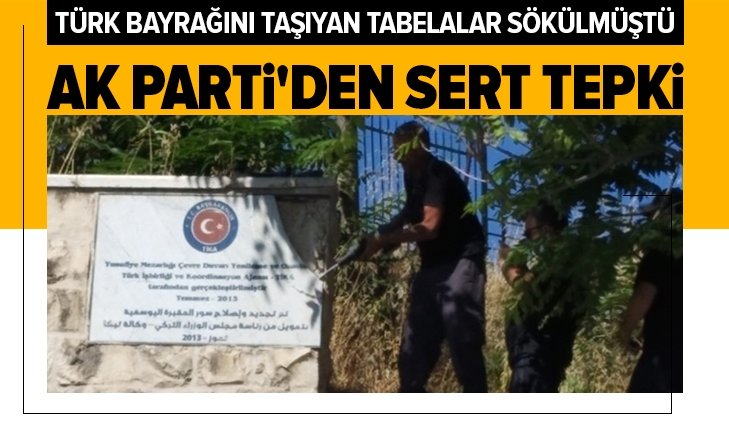 TÜRK BAYRAĞINI TAŞIYAN TABELALAR SÖKÜLMÜŞTÜ
AK PARTi'DEN SERT TEPKi
T.C. BAŞBAKANLIK
TİKA
Yusufiye Mezarlığı Çevre Duvarı Yenileme ve
Türk İşbirliği ve Koordinasyon Ajansı - TİKA
tarafından gerçekleştirilmiştir
Temmuz - 2013
تم تجديد وإصلاح سور المقبرة اليوسفية
بتمويل من رئاسة مجلس الوزراء التركي - وكالة تيكا
تموز - 2013